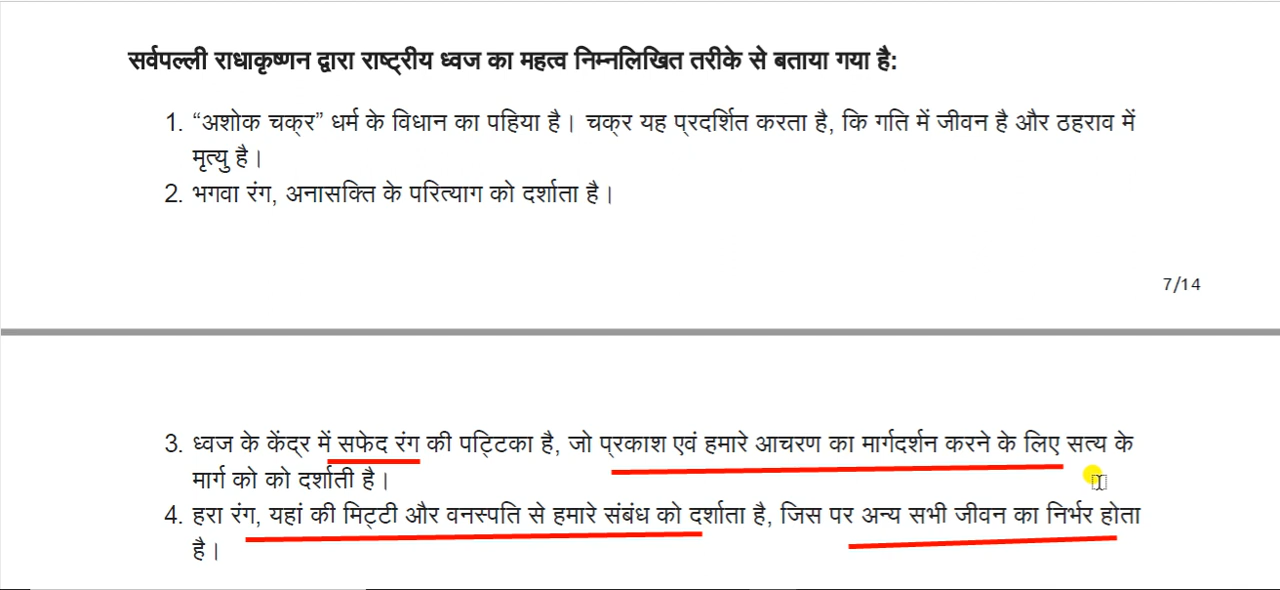 सर्वपल्ली राधाकृष्णन द्वारा राष्ट्रीय ध्वज का महत्व निम्नलिखित तरीके से बताया गया है:
1. “अशोक चक्र” धर्म के विधान का पहिया है। चक्र यह प्रदर्शित करता है, कि गति में जीवन है और ठहराव में
मृत्यु है।
2. भगवा रंग, अनासक्ति के परित्याग को दर्शाता है।
7/14
3. ध्वज के केंद्र में सफेद रंग की पट्टिका है, जो प्रकाश एवं हमारे आचरण का मार्गदर्शन करने के लिए सत्य के
मार्ग को को दर्शाती है।
4. हरा रंग, यहां की मिट्टी और वनस्पति से हमारे संबंध को दर्शाता है, जिस पर अन्य सभी जीवन का निर्भर होता
है।